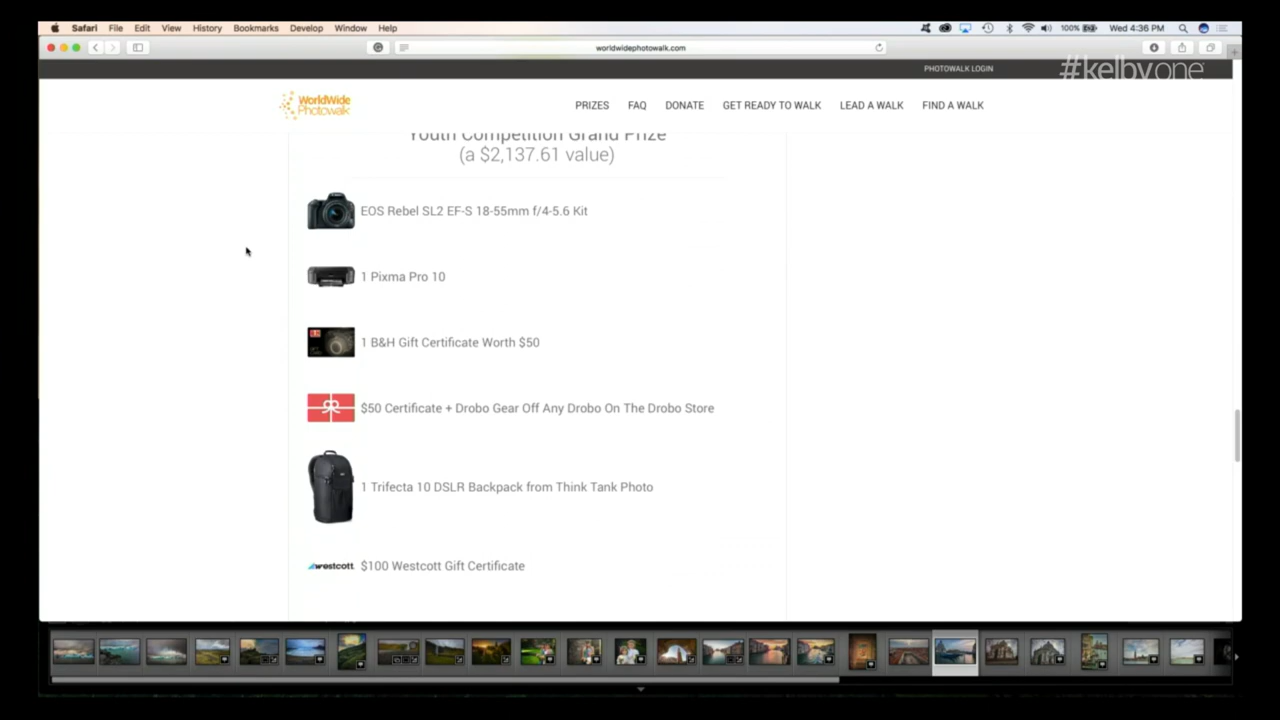 Safari File Edit View History Bookmarks Develop Window Help 100% Wed 4:36 PM
worldwidephotowalk.com
PHOTOWALK LOGIN
#kelbyone
WorldWide
Photowalk
PRIZES FAQ DONATE GET READY TO WALK LEAD A WALK FIND A WALK
Youth Competition Grand Prize
(a $2,137.61 value)
EOS Rebel SL2 EF-S 18-55mm f/4-5.6 Kit
1 Pixma Pro 10
1 B&H Gift Certificate Worth $50
$50 Certificate + Drobo Gear Off Any Drobo On The Drobo Store
1 Trifecta 10 DSLR Backpack from Think Tank Photo
westcott $100 Westcott Gift Certificate